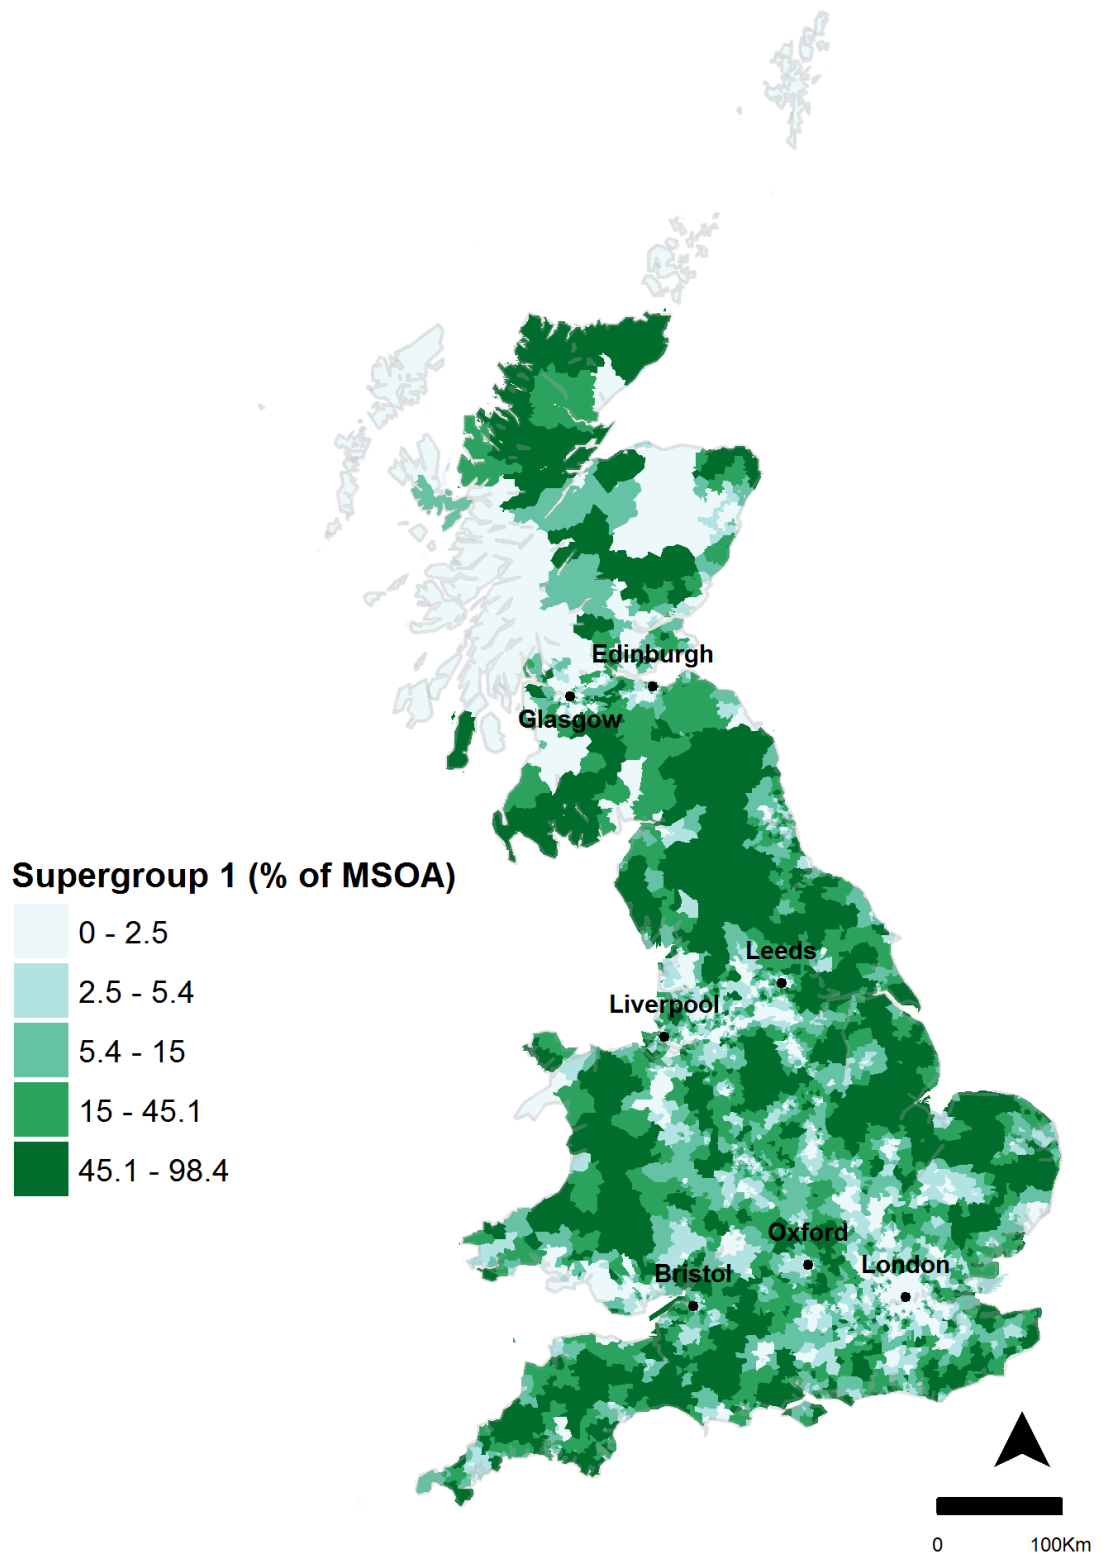 Edinburgh
Glasgow
Supergroup 1 (% of MSOA)
0 - 2.5
2.5 - 5.4
5.4 - 15
15 - 45.1
45.1 - 98.4
Leeds
Liverpool
Oxford
London
Bristol
0 100Km